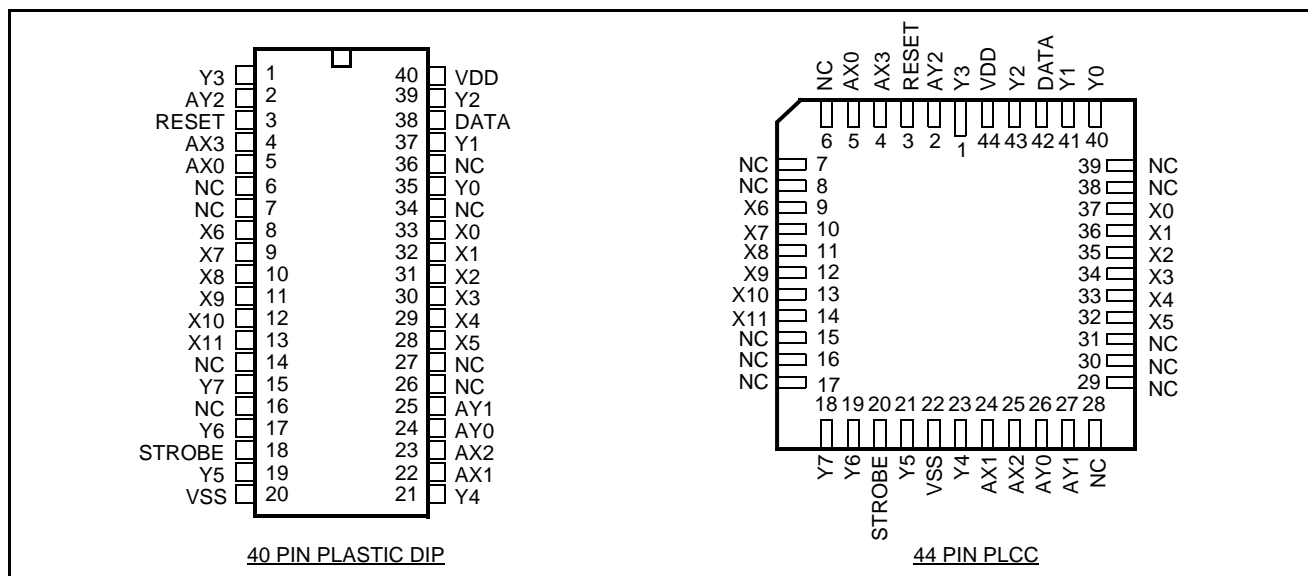 Y3 1 40 VDD
AY2 2 39 Y2
RESET 3 38 DATA
AX3 4 37 Y1
AX0 5 36 NC
NC 6 35 Y0
NC 7 34 NC
X6 8 33 X0
X7 9 32 X1
X8 10 31 X2
X9 11 30 X3
X10 12 29 X4
X11 13 28 X5
NC 14 27 NC
Y7 15 26 NC
NC 16 25 AY1
Y6 17 24 AY0
STROBE 18 23 AX2
Y5 19 22 AX1
VSS 20 21 Y4
40 PIN PLASTIC DIP
NC AX0 AX3 RESET AY2 Y3 VDD Y2 DATA Y1 Y0
6 5 4 3 2 1 44 43 42 41 40
NC 7 39 NC
NC 8 38 NC
X6 9 37 X0
X7 10 36 X1
X8 11 35 X2
X9 12 34 X3
X10 13 33 X4
X11 14 32 X5
NC 15 31 NC
NC 16 30 NC
NC 17 29 NC
18 19 20 21 22 23 24 25 26 27 28
Y7 Y6 STROBE Y5 VSS Y4 AX1 AX2 AY0 AY1 NC
44 PIN PLCC